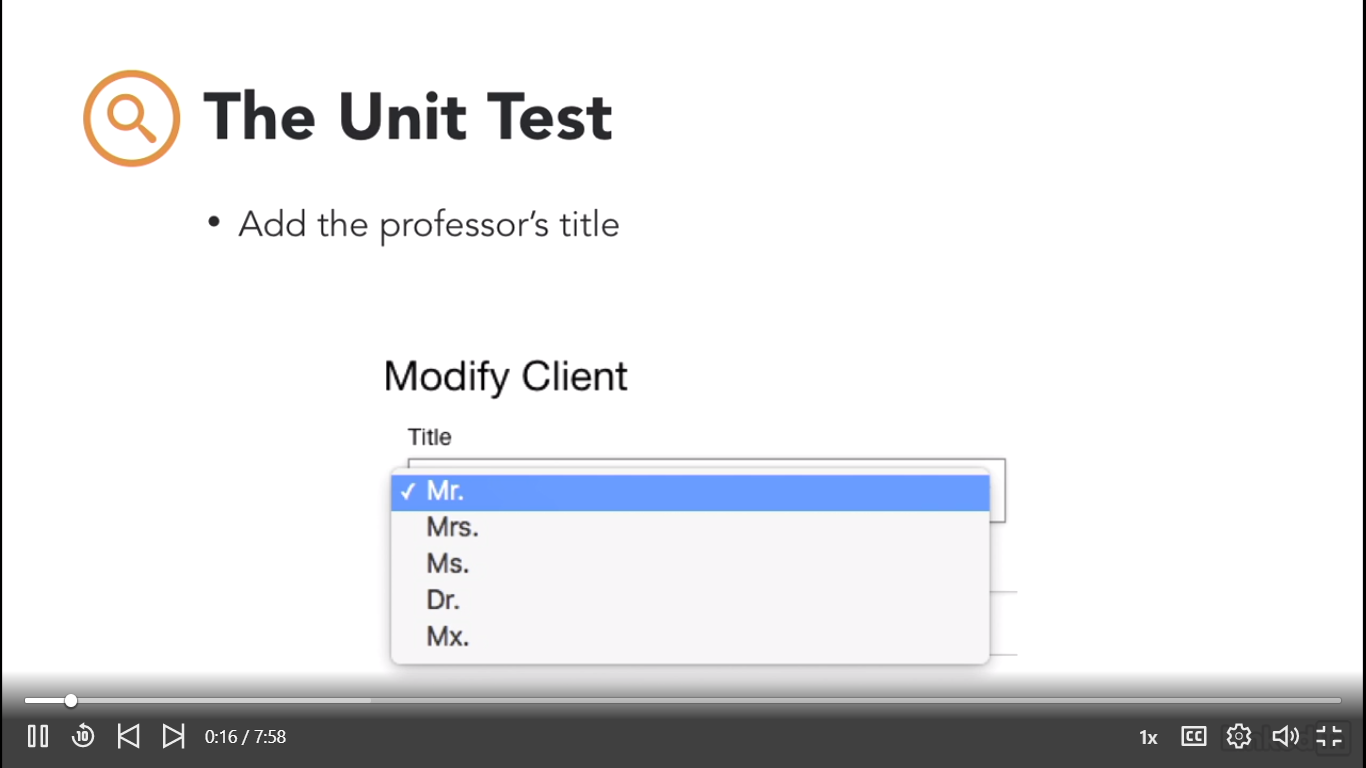 The Unit Test
• Add the professor’s title
Modify Client
Title
✓ Mr.
Mrs.
Ms.
Dr.
Mx.
10
0:16 / 7:58
1x
CC